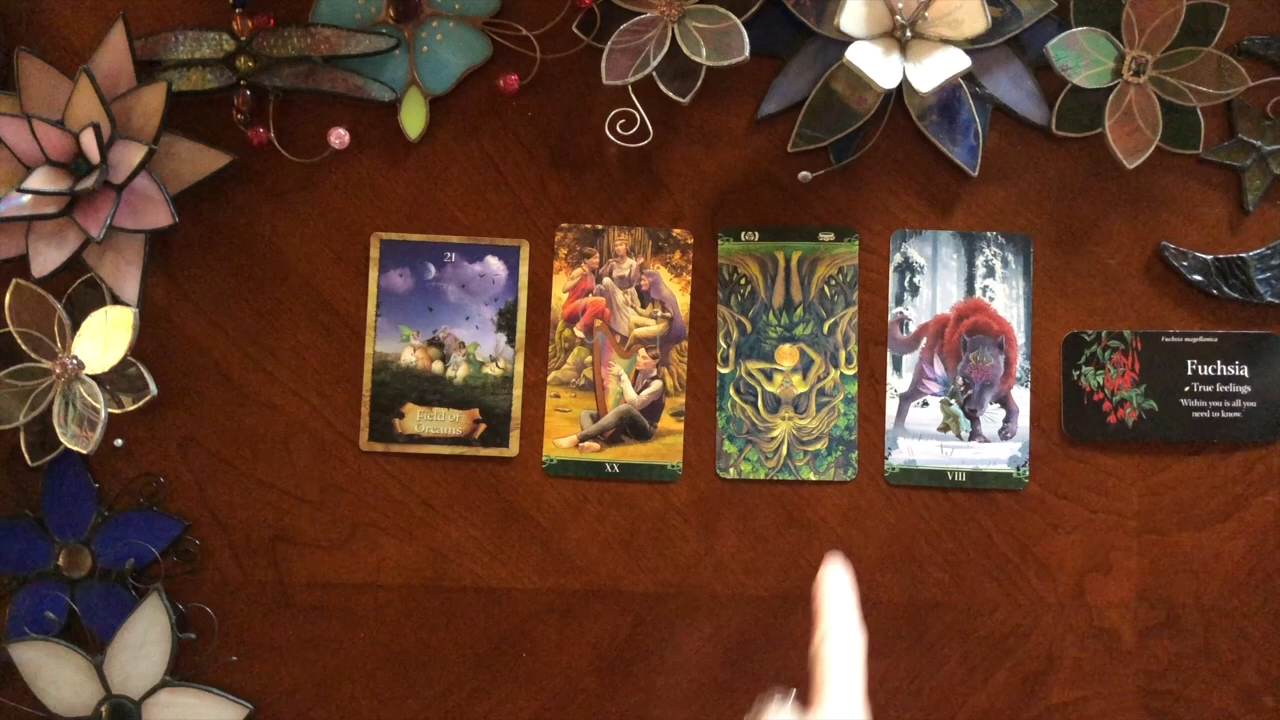 21
Field of
Dreams
XX
VIII
Fuchsia magellanica
Fuchsia
True feelings
Within you is all you
need to know.